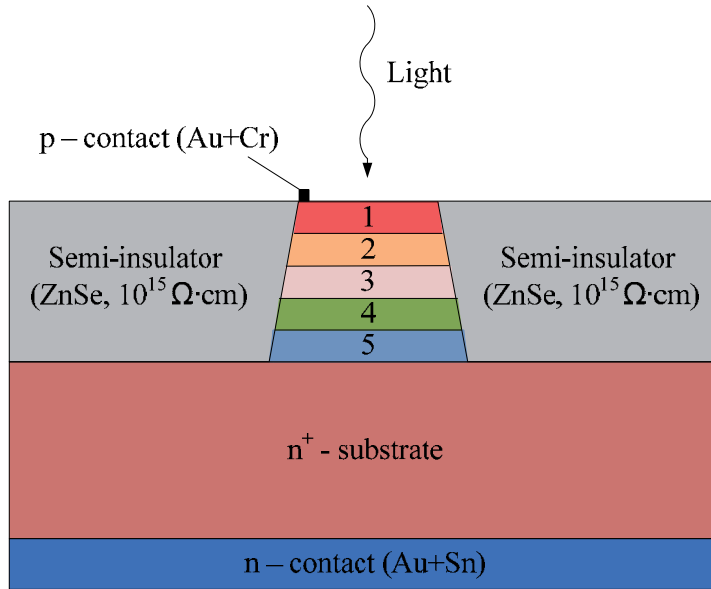 Light
p – contact (Au+Cr)
1
2
3
4
5
Semi-insulator
(ZnSe, 10¹⁵ Ω·cm)
Semi-insulator
(ZnSe, 10¹⁵ Ω·cm)
n⁺ - substrate
n – contact (Au+Sn)